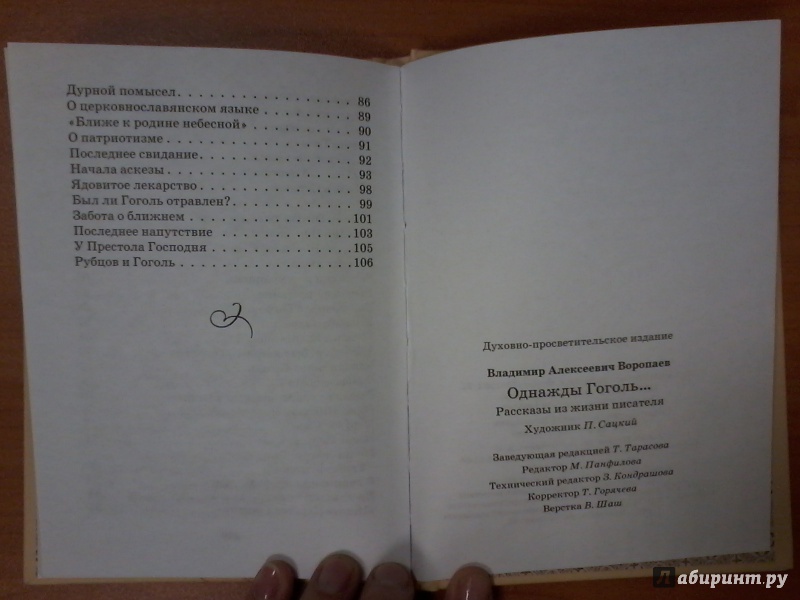 Дурной помысел. . . . . . . . . . . . . . . . . . 86
О церковнославянском языке . . . . . . . . . 89
«Ближе к родине небесной» . . . . . . . . . . 90
О патриотизме . . . . . . . . . . . . . . . . . . . 91
Последнее свидание. . . . . . . . . . . . . . . . 92
Начала аскезы . . . . . . . . . . . . . . . . . . . 93
Ядовитое лекарство . . . . . . . . . . . . . . . . 98
Был ли Гоголь отравлен? . . . . . . . . . . . . 99
Забота о ближнем . . . . . . . . . . . . . . . . . 101
Последнее напутствие . . . . . . . . . . . . . . 103
У Престола Господня . . . . . . . . . . . . . . . 105
Рубцов и Гоголь . . . . . . . . . . . . . . . . . . 106
Духовно-просветительское издание
Владимир Алексеевич Воропаев
Однажды Гоголь...
Рассказы из жизни писателя
Художник П. Сацкий
Заведующая редакцией Т. Тарасова
Редактор М. Панфилова
Технический редактор З. Кондрашова
Корректор Т. Горячева
Верстка В. Шаш
Лабиринт.ру